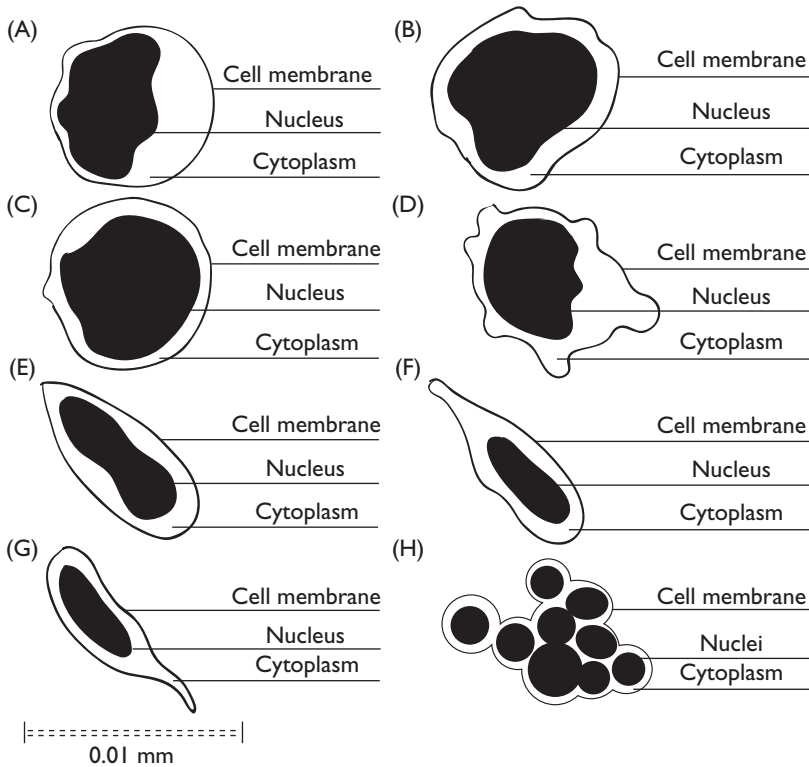 (A)
Cell membrane
Nucleus
Cytoplasm
(B)
Cell membrane
Nucleus
Cytoplasm
(C)
Cell membrane
Nucleus
Cytoplasm
(D)
Cell membrane
Nucleus
Cytoplasm
(E)
Cell membrane
Nucleus
Cytoplasm
(F)
Cell membrane
Nucleus
Cytoplasm
(G)
Cell membrane
Nucleus
Cytoplasm
(H)
Cell membrane
Nuclei
Cytoplasm
0.01 mm